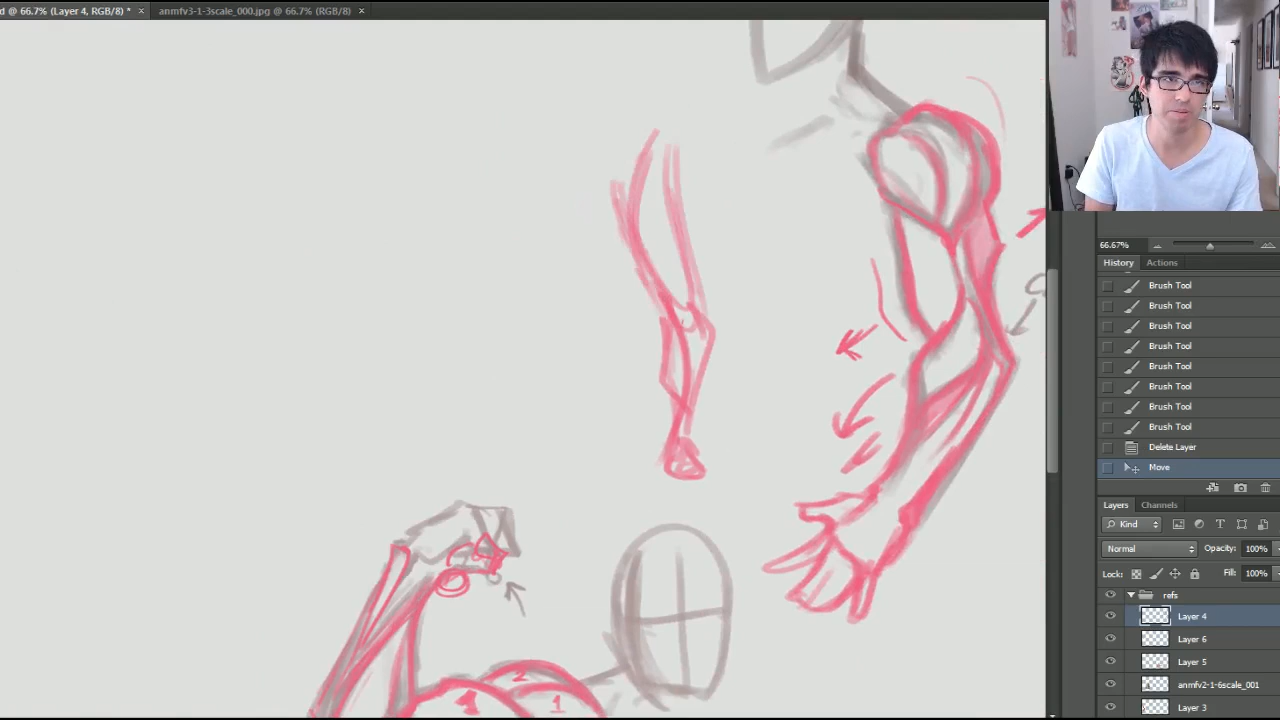 d @ 66.7% (Layer 4, RGB/8) * × anmfv3-1-3scale_000.jpg @ 66.7% (RGB/8) ×
66.67%
History Actions
Brush Tool
Brush Tool
Brush Tool
Brush Tool
Brush Tool
Brush Tool
Brush Tool
Brush Tool
Delete Layer
Move
Layers Channels
Kind
Normal Opacity: 100%
Lock: Fill: 100%
refs
Layer 4
Layer 6
Layer 5
anmfv2-1-6scale_001
Layer 3
2
1
1